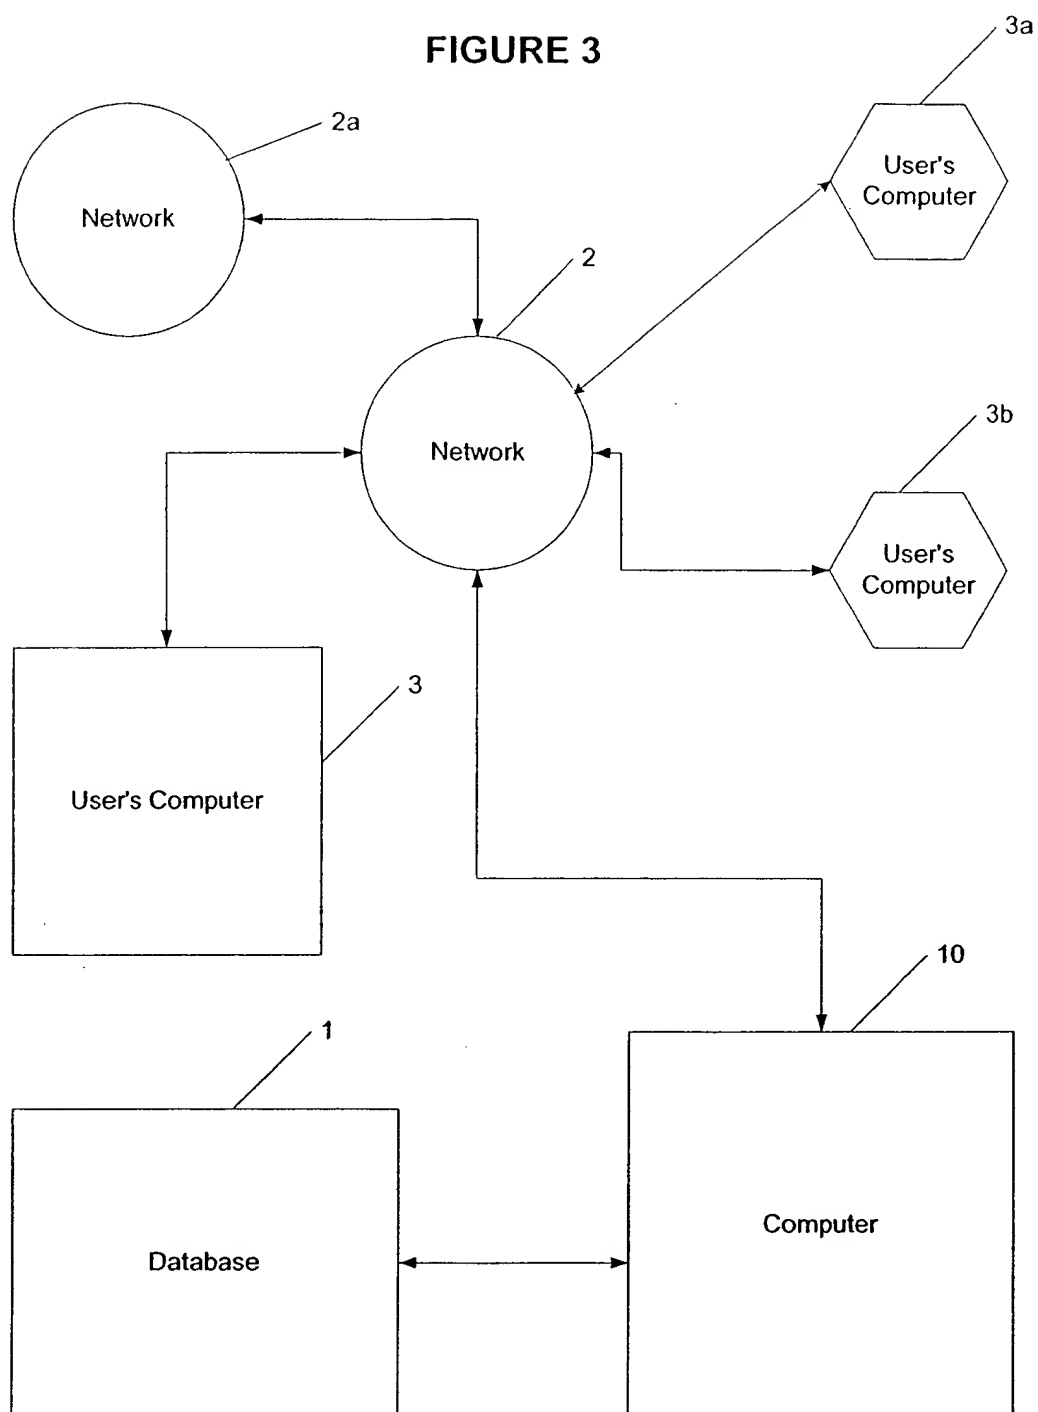 FIGURE 3
3a
2a
User's
Computer
Network
2
3b
Network
User's
Computer
3
User's Computer
10
1
Computer
Database